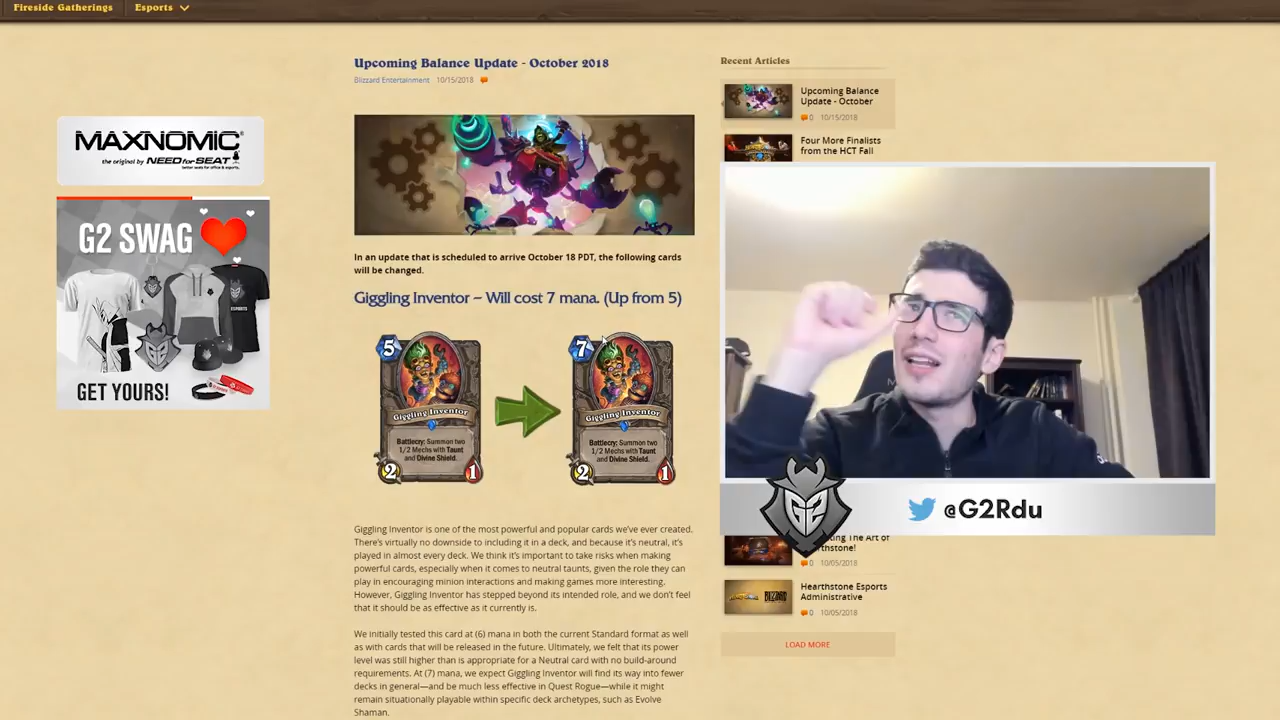 Fireside Gatherings
Esports
Upcoming Balance Update - October 2018
Blizzard Entertainment 10/15/2018
In an update that is scheduled to arrive October 18 PDT, the following cards
will be changed.
Giggling Inventor – Will cost 7 mana. (Up from 5)
5
Giggling Inventor
Battlecry: Summon two
1/2 Mechs with Taunt
and Divine Shield.
2
1
7
Giggling Inventor
Battlecry: Summon two
1/2 Mechs with Taunt
and Divine Shield.
2
1
Giggling Inventor is one of the most powerful and popular cards we've ever created.
There's virtually no downside to including it in a deck, and because it's neutral, it's
played in almost every deck. We think it's important to take risks when making
powerful cards, especially when it comes to neutral taunts, given the role they can
play in encouraging minion interactions and making games more interesting.
However, Giggling Inventor has stepped beyond its intended role, and we don't feel
that it should be as effective as it currently is.
We initially tested this card at (6) mana in both the current Standard format as well
as with cards that will be released in the future. Ultimately, we felt that its power
level was still higher than is appropriate for a Neutral card with no build-around
requirements. At (7) mana, we expect Giggling Inventor will find its way into fewer
decks in general—and be much less effective in Quest Rogue—while it might
remain situationally playable within specific deck archetypes, such as Evolve
Shaman.
MAXNOMIC
the original by NEEDforSEAT
G2 SWAG
GET YOURS!
Recent Articles
Upcoming Balance
Update - October
0 10/15/2018
Four More Finalists
from the HCT Fall
@G2Rdu
The Art of
0 10/05/2018
Hearthstone Esports
Administrative
0 10/05/2018
LOAD MORE